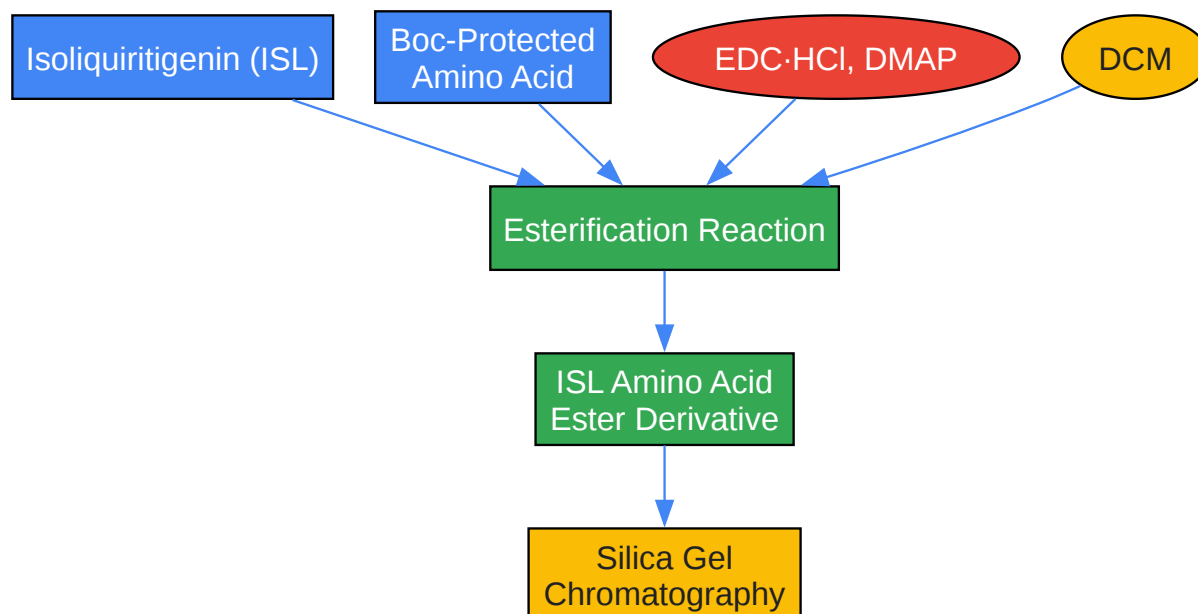 Isoliquiritigenin (ISL)
Boc-Protected
Amino Acid
EDC·HCl, DMAP
DCM
Esterification Reaction
ISL Amino Acid
Ester Derivative
Silica Gel
Chromatography